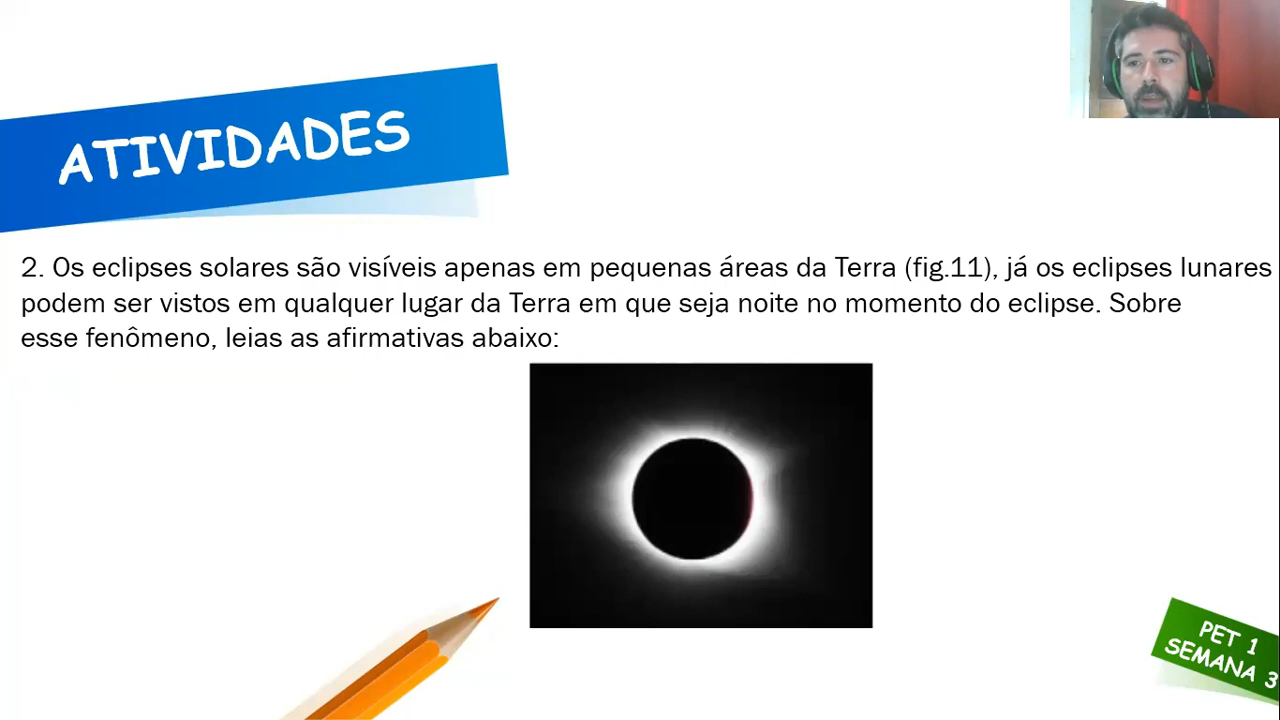 ATIVIDADES
2. Os eclipses solares são visíveis apenas em pequenas áreas da Terra (fig.11), já os eclipses lunares
podem ser vistos em qualquer lugar da Terra em que seja noite no momento do eclipse. Sobre
esse fenômeno, leias as afirmativas abaixo:
PET 1
SEMANA 3